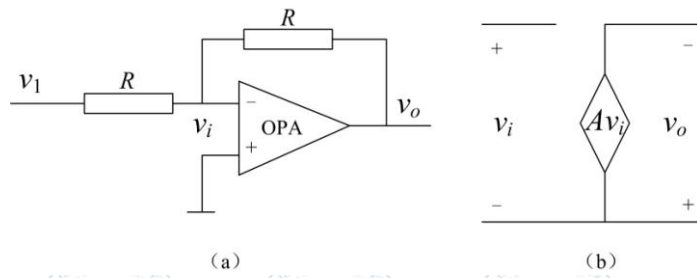 R
v₁ R
− OPA
vᵢ
+
vₒ
(a)
+ −
vᵢ Avᵢ vₒ
− +
(b)